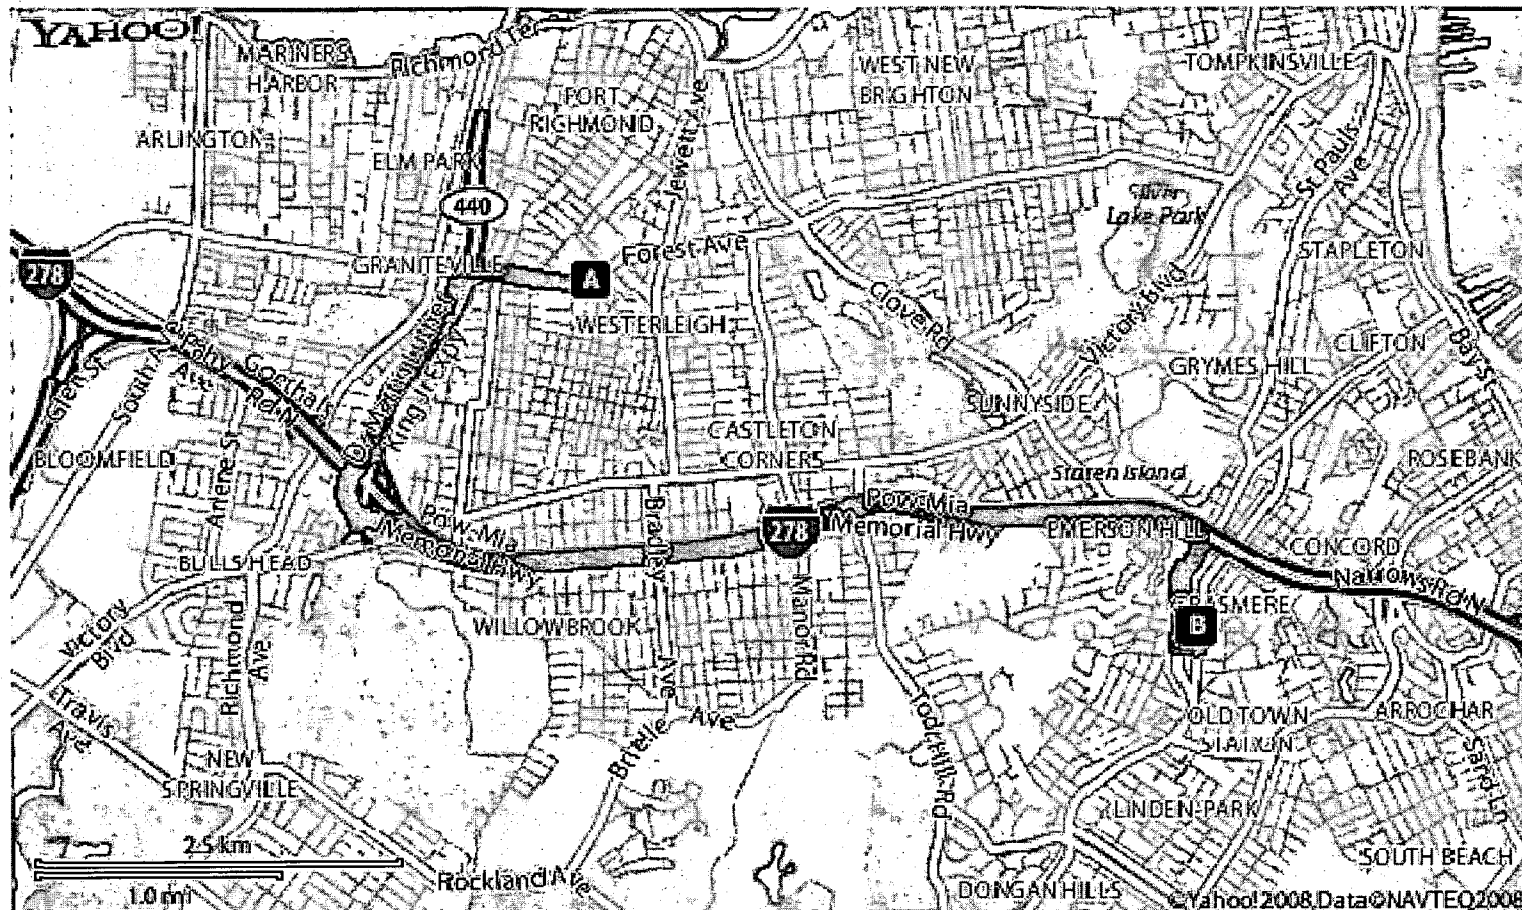 YAHOO!
MARINERS
HARBOR
Richmond Ter
ARLINGTON
ELM PARK
FORT
RICHMOND
Jewett Ave
WEST NEW
BRIGHTON
TOMPKINSVILLE
St Pauls
Ave
Silver
Lake Park
440
278
GRANITEVILLE
A
Forest Ave
STAPLETON
WESTERLEIGH
Clove Rd
Victory Blvd
CLIFTON
Bay St
GRYMES HILL
Glen St
South Ave
Goethals
Rd N
King Jr Expy
SUNNYSIDE
CASTLETON
CORNERS
BLOOMFIELD
Arlene St
Staten Island
ROSEBANK
Pow-Mia
Memorial Hwy
Bradley
Ave
278
Pow-Mia
Memorial Hwy
EMERSON HILL
CONCORD
Narrows Rd N
BULLS HEAD
Victory
Blvd
Richmond
Ave
WILLOWBROOK
Manor Rd
B
Travis
Ave
Brielle Ave
Todt Hill Rd
OLD TOWN
STATION
ARROCHAR
Sand Ln
NEW
SPRINGVILLE
LINDEN PARK
2.5 km
1.0 mi
Rockland Ave
DONGAN HILLS
SOUTH BEACH
©Yahoo! 2008, Data©NAVTEQ2008